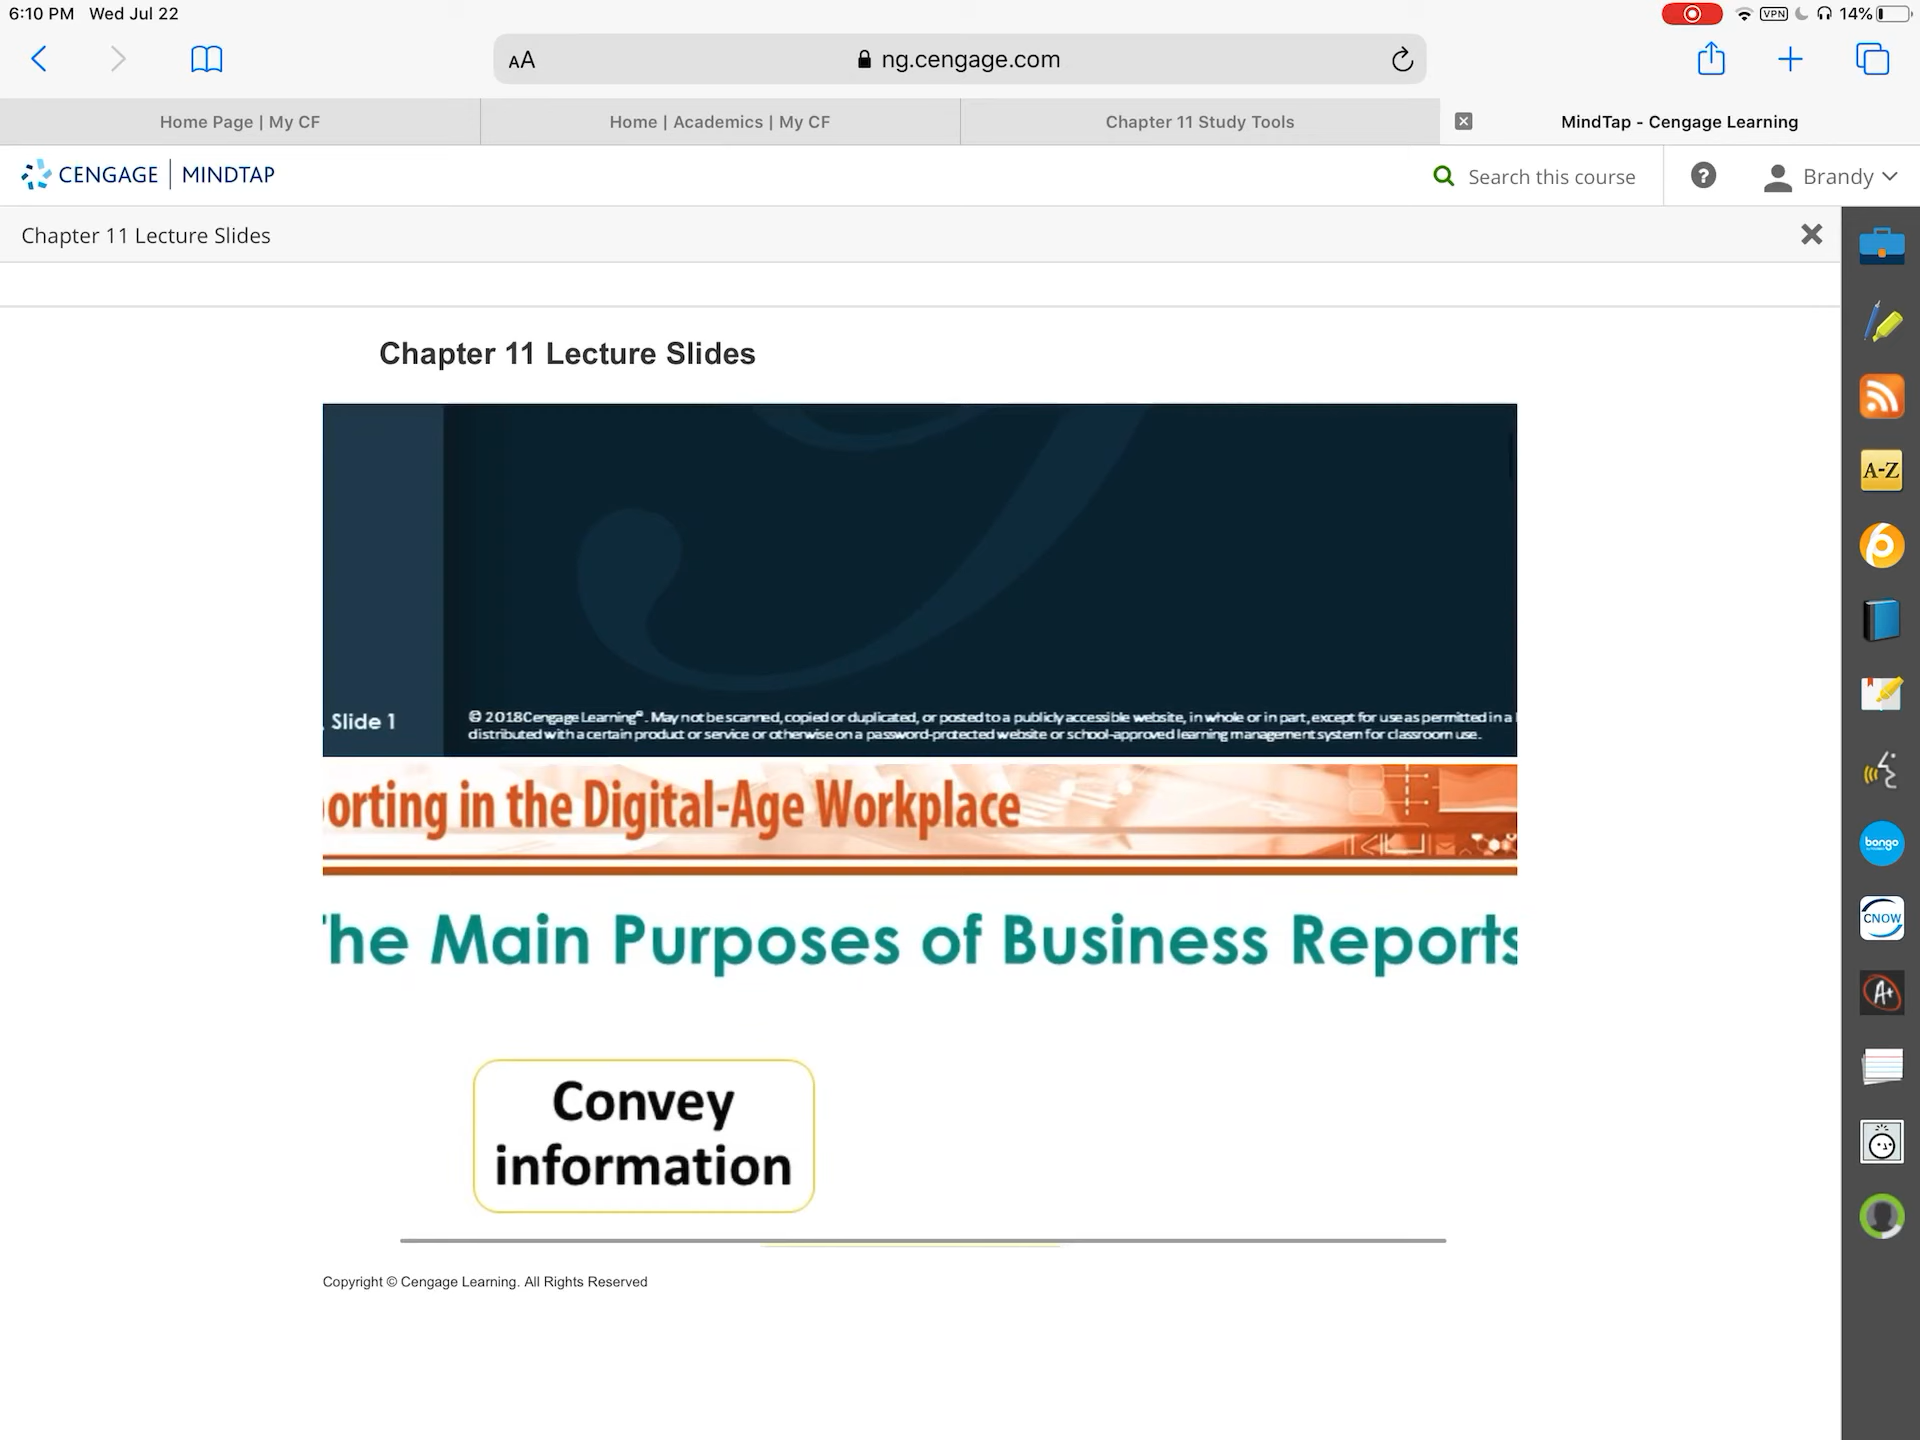 6:10 PM Wed Jul 22
VPN 14%
AA ng.cengage.com
Home Page | My CF
Home | Academics | My CF
Chapter 11 Study Tools
MindTap - Cengage Learning
CENGAGE | MINDTAP
Search this course
?
Brandy
Chapter 11 Lecture Slides
Chapter 11 Lecture Slides
Slide 1
© 2018 Cengage Learning®. May not be scanned, copied or duplicated, or posted to a publicly accessible website, in whole or in part, except for use as permitted in a
distributed with a certain product or service or otherwise on a password-protected website or school-approved learning management system for classroom use.
orting in the Digital-Age Workplace
he Main Purposes of Business Reports
Convey
information
Copyright © Cengage Learning. All Rights Reserved
A-Z
bongo
CNOW
A+